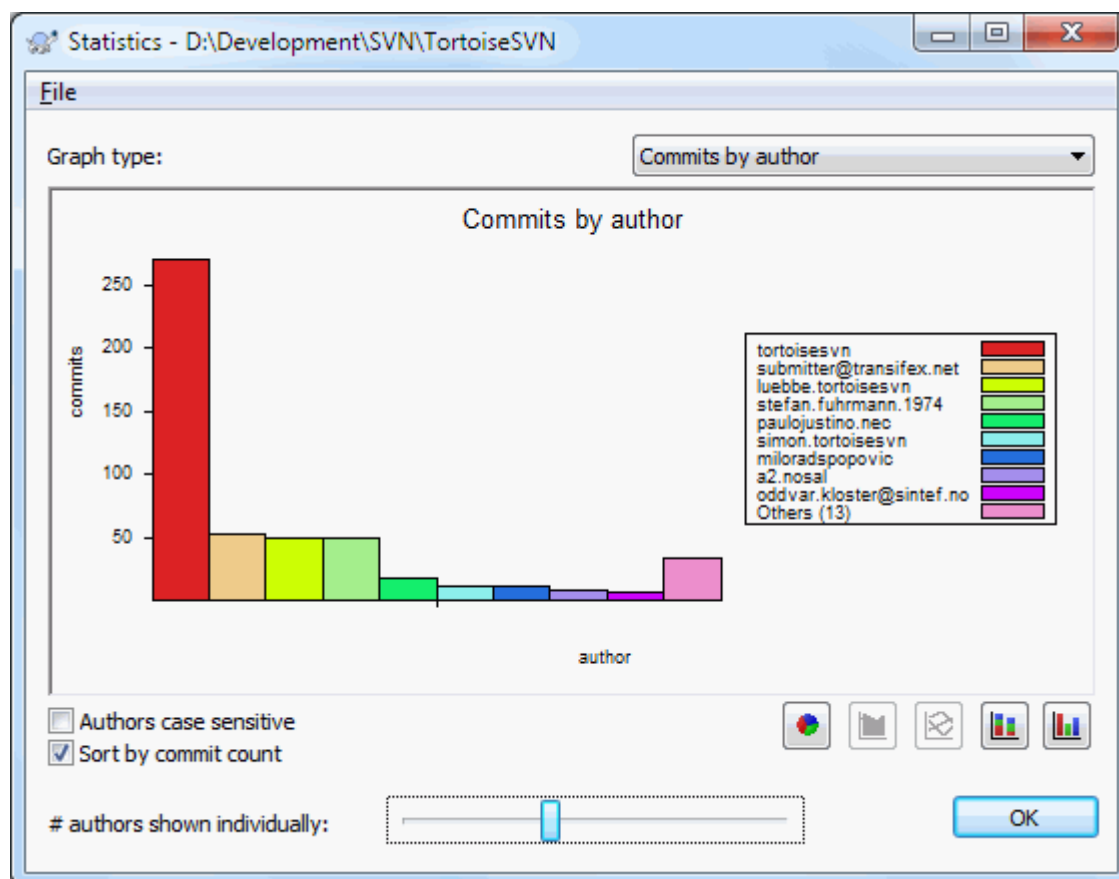 Statistics - D:\Development\SVN\TortoiseSVN
File
Graph type:
Commits by author
Commits by author
250
200
150
100
50
commits
author
tortoisesvn
submitter@transifex.net
luebbe.tortoisesvn
stefan.fuhrmann.1974
paulojustino.nec
simon.tortoisesvn
miloradspopovic
a2.nosal
oddvar.kloster@sintef.no
Others (13)
Authors case sensitive
Sort by commit count
# authors shown individually:
OK